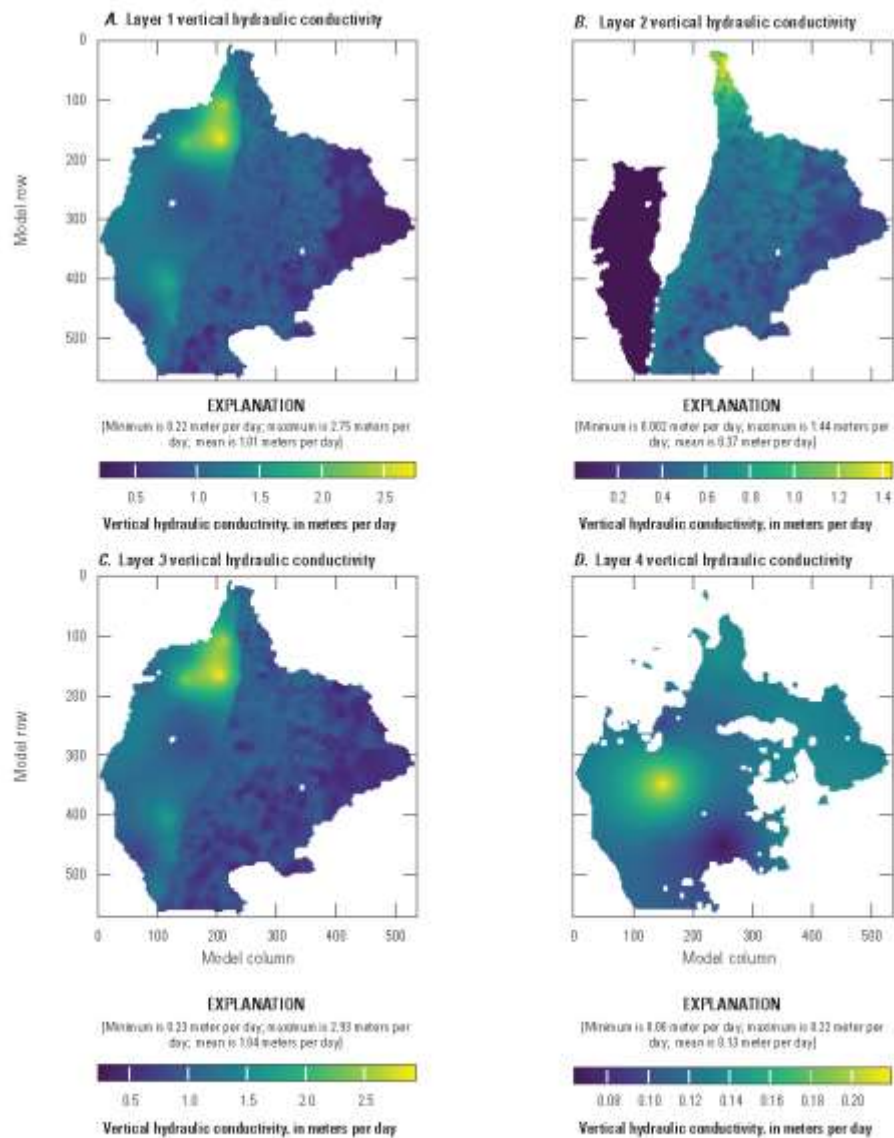 A. Layer 1 vertical hydraulic conductivity
0
100
200
300
400
500
Model row
EXPLANATION
[Minimum is 0.22 meter per day; maximum is 2.75 meters per
day; mean is 1.01 meters per day]
0.5 1.0 1.5 2.0 2.5
Vertical hydraulic conductivity, in meters per day
B. Layer 2 vertical hydraulic conductivity
EXPLANATION
[Minimum is 0.002 meter per day; maximum is 1.44 meters per
day; mean is 0.37 meter per day]
0.2 0.4 0.6 0.8 1.0 1.2 1.4
Vertical hydraulic conductivity, in meters per day
C. Layer 3 vertical hydraulic conductivity
0
100
200
300
400
500
Model row
0 100 200 300 400 500
Model column
EXPLANATION
[Minimum is 0.23 meter per day; maximum is 2.93 meters per
day; mean is 1.04 meters per day]
0.5 1.0 1.5 2.0 2.5
Vertical hydraulic conductivity, in meters per day
D. Layer 4 vertical hydraulic conductivity
0 100 200 300 400 500
Model column
EXPLANATION
[Minimum is 0.06 meter per day; maximum is 0.22 meter per
day; mean is 0.13 meter per day]
0.08 0.10 0.12 0.14 0.16 0.18 0.20
Vertical hydraulic conductivity, in meters per day